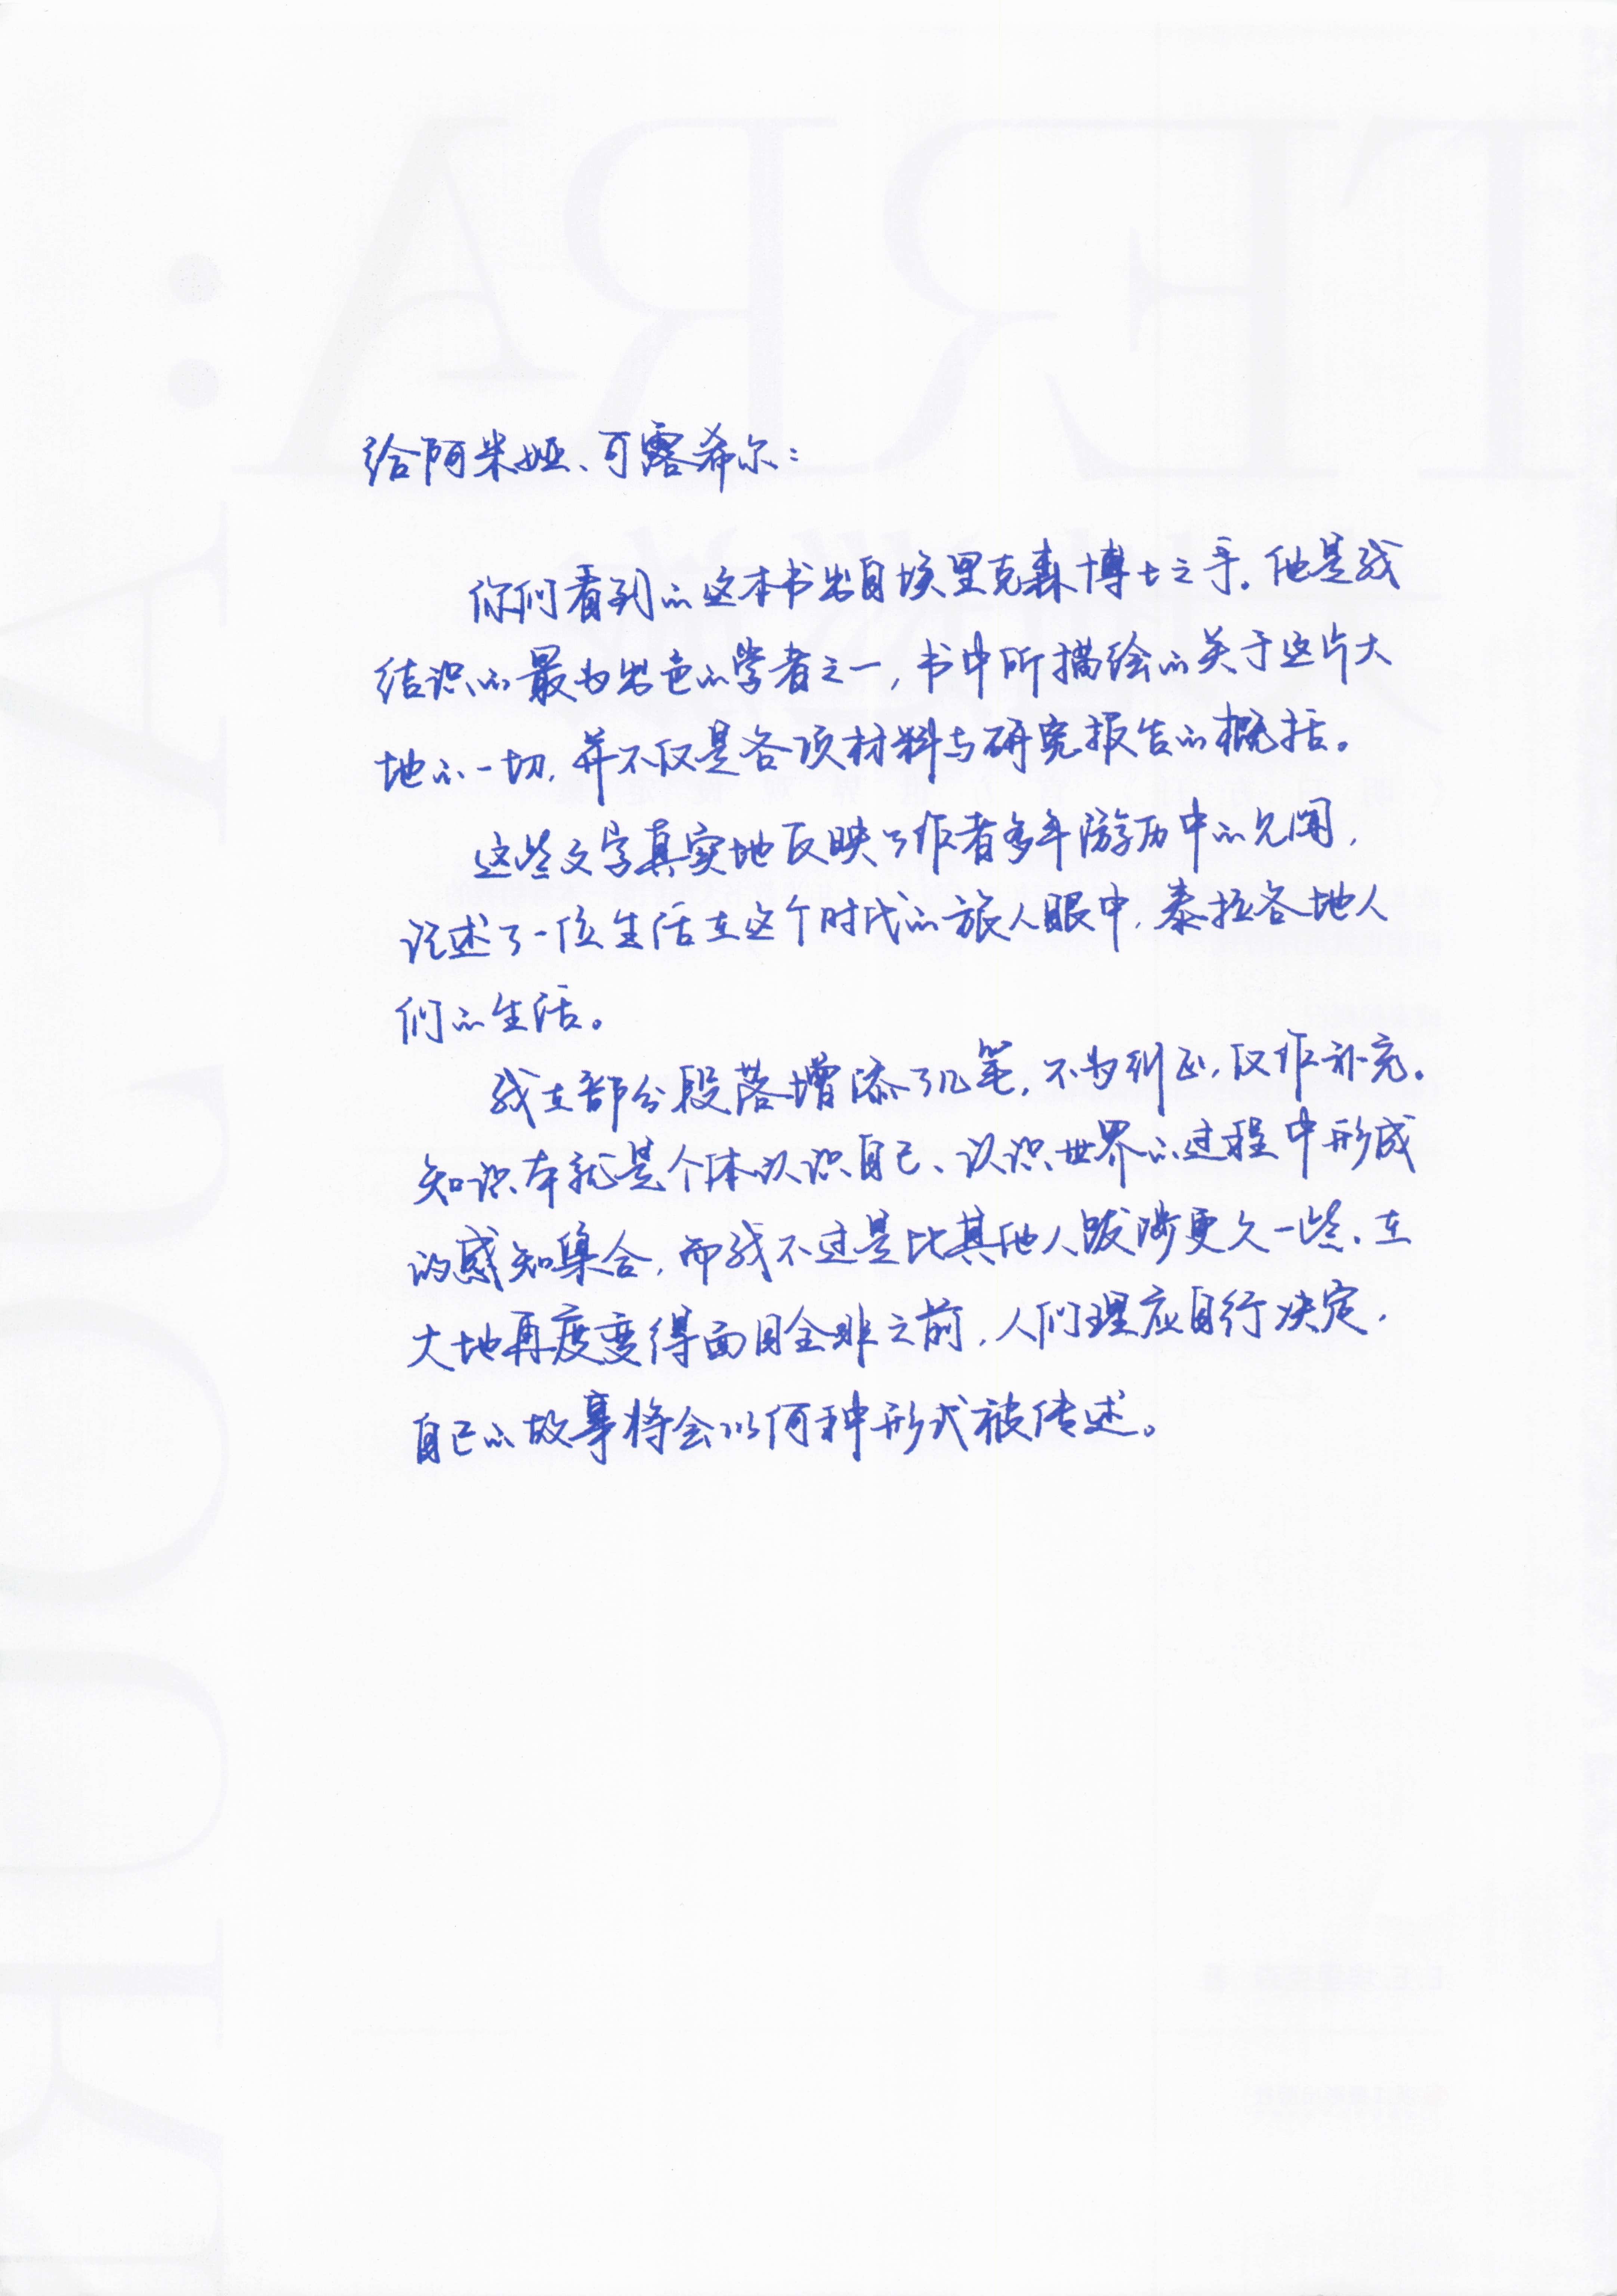 给阿米娅、可露希尔：
你们看到的这本书出自埃里克森博士之手。他是我
结识的最为出色的学者之一，书中所描绘的关于这片大
地的一切，并不仅是各项材料与研究报告的概括。
这些文字真实地反映了作者多年游历中的见闻，
记述了一位生活在这个时代的旅人眼中，泰拉各地人
们的生活。
我在部分段落增添了几笔，不为纠正，仅作补充。
知识本就是个体认识自己、认识世界的过程中形成
的感知集合，而我不过是比其他人跋涉更久一些。在
大地再度变得面目全非之前，人们理应自行决定，
自己的故事将会以何种形式被传述。
TERRA:
A
JOUR